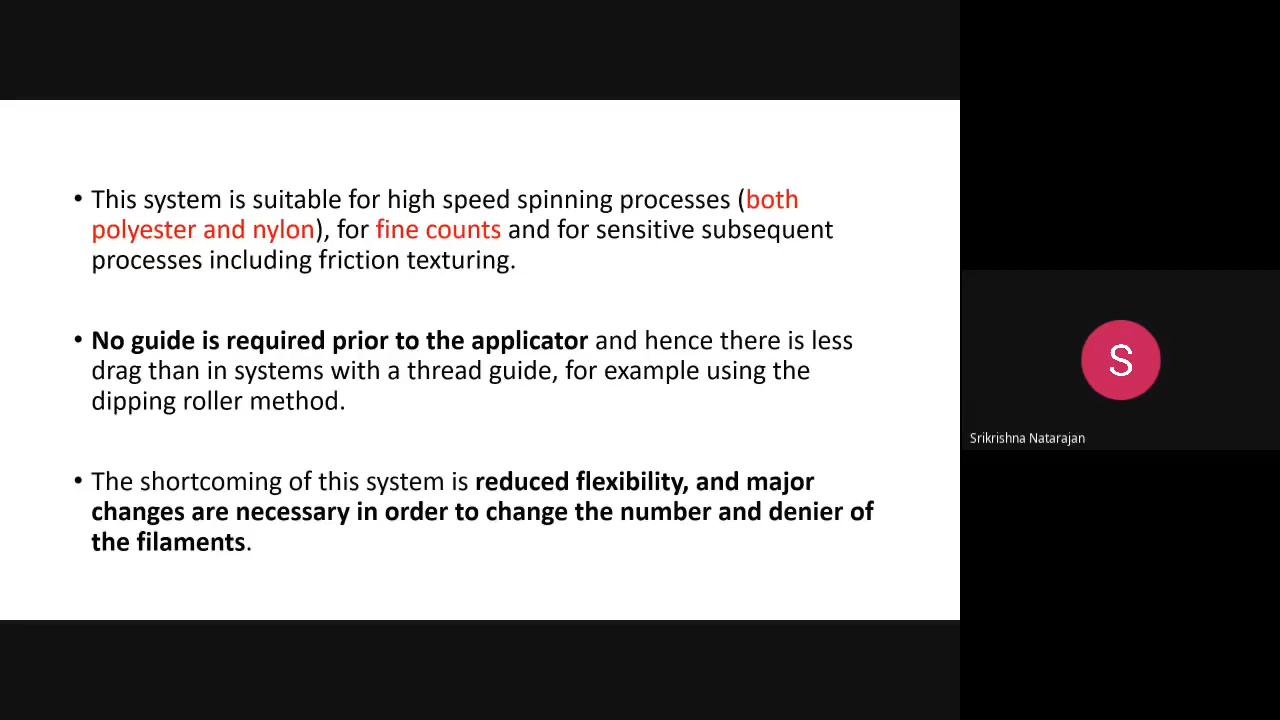 • This system is suitable for high speed spinning processes (both
polyester and nylon), for fine counts and for sensitive subsequent
processes including friction texturing.
• No guide is required prior to the applicator and hence there is less
drag than in systems with a thread guide, for example using the
dipping roller method.
• The shortcoming of this system is reduced flexibility, and major
changes are necessary in order to change the number and denier of
the filaments.
S
Srikrishna Natarajan